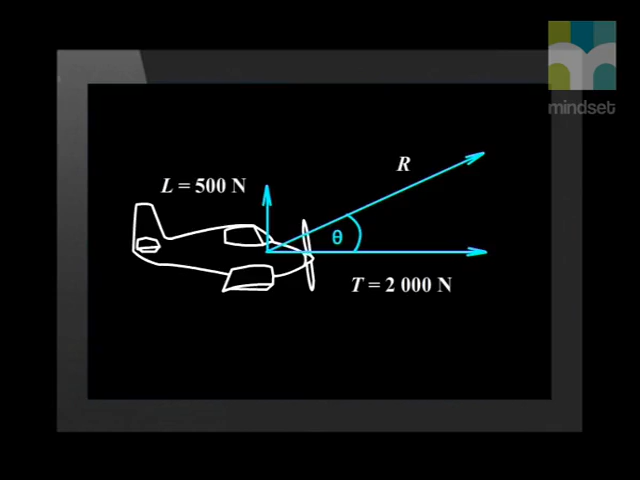 mindset
R
L = 500 N
θ
T = 2 000 N